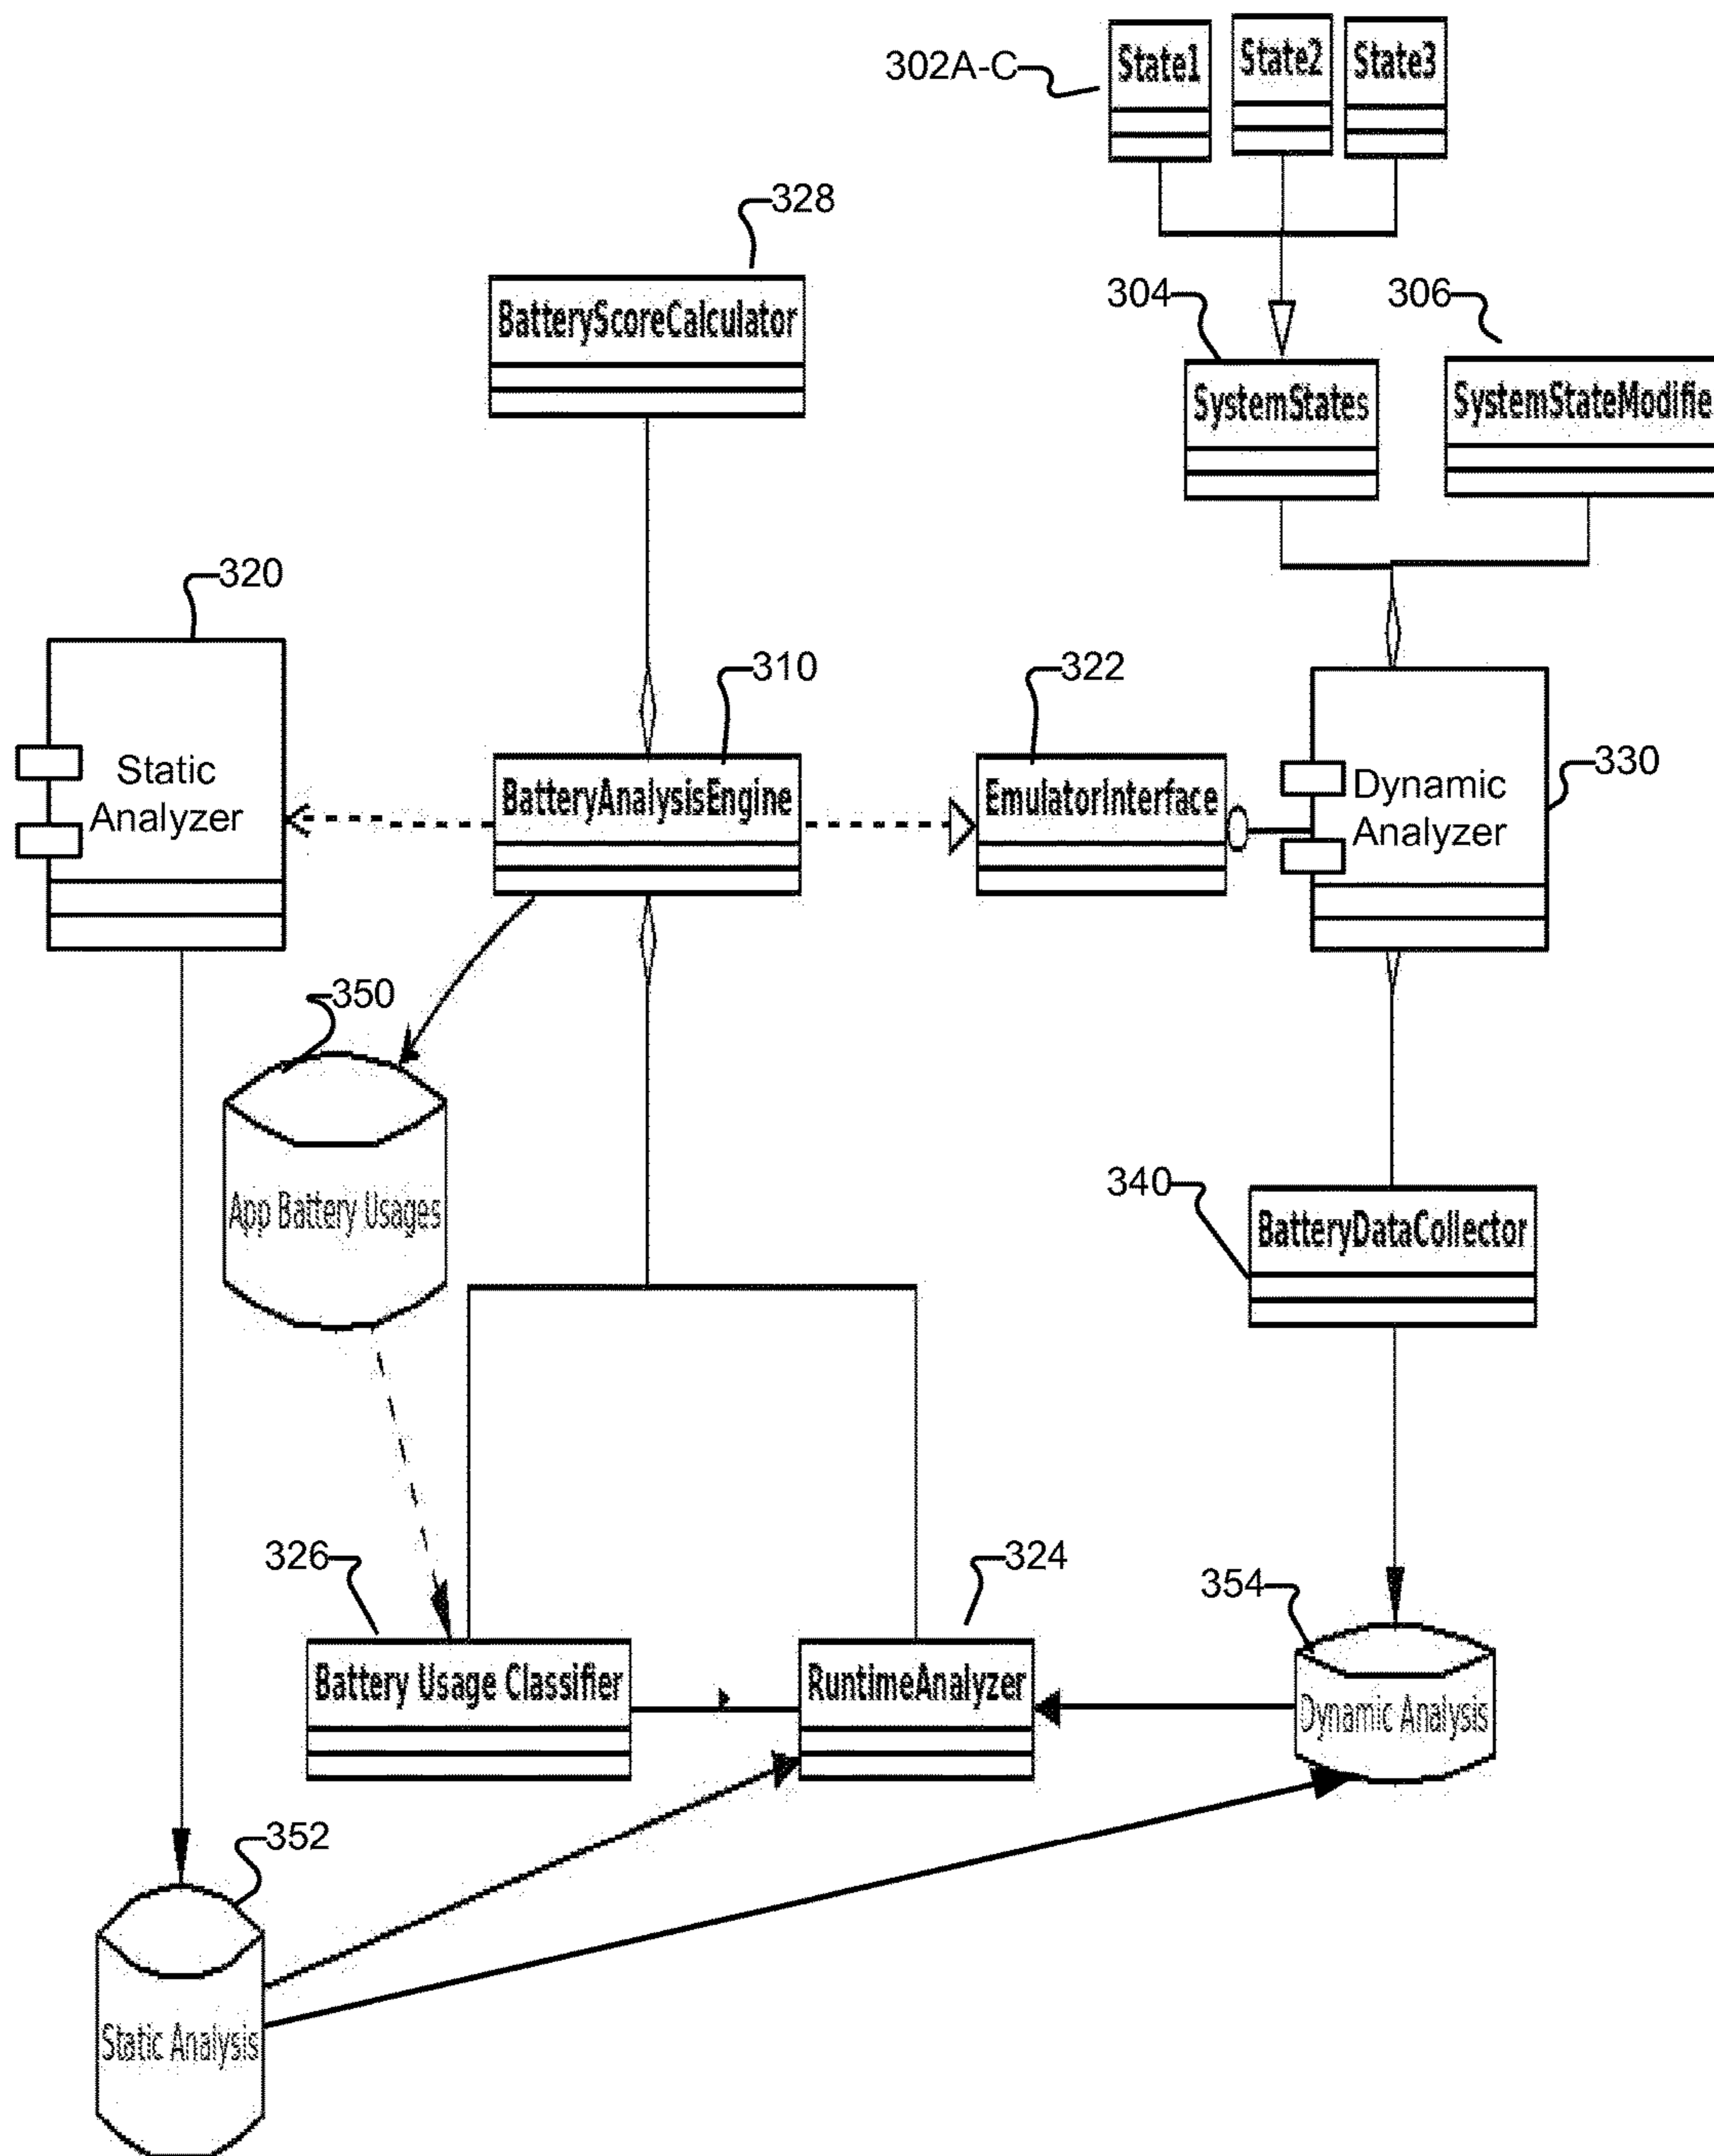 302A-C
State1
State2
State3
328
BatteryScoreCalculator
304
306
SystemStates
SystemStateModifie
320
310
322
330
Static
Analyzer
BatteryAnalysisEngine
EmulatorInterface
Dynamic
Analyzer
350
App Battery Usages
340
BatteryDataCollector
326
324
354
Battery Usage Classifier
RuntimeAnalyzer
Dynamic Analysis
352
Static Analysis